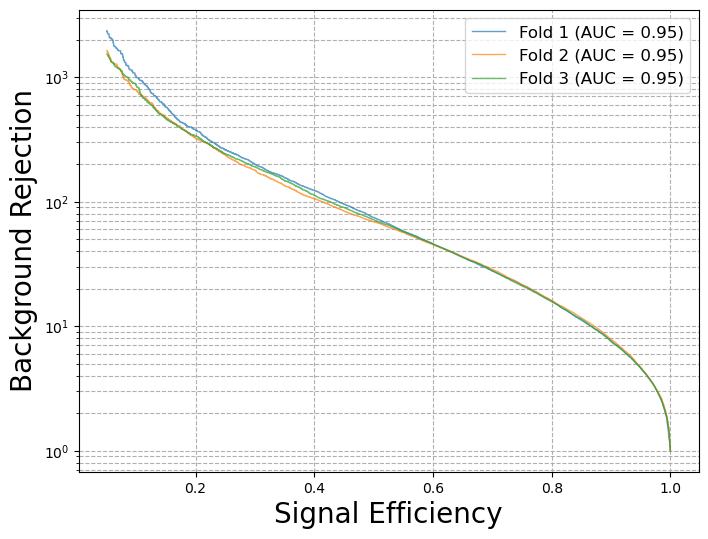 Fold 1 (AUC = 0.95)
Fold 2 (AUC = 0.95)
Fold 3 (AUC = 0.95)
Background Rejection
10³
10²
10¹
10⁰
0.2 0.4 0.6 0.8 1.0
Signal Efficiency